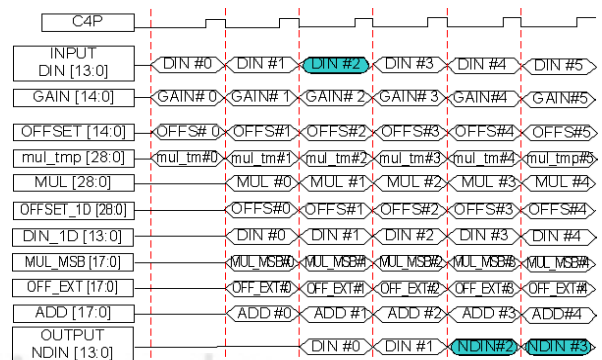 C4P
INPUT
DIN [13:0] DIN #0 DIN #1 DIN #2 DIN #3 DIN #4 DIN #5
GAIN [14:0] GAIN# 0 GAIN# 1 GAIN# 2 GAIN# 3 GAIN#4 GAIN#5
OFFSET [14:0] OFFS# 0 OFFS#1 OFFS#2 OFFS#3 OFFS#4 OFFS#5
mul_tmp [28:0] mul_tm#0 mul_tm#1 mul_tm#2 mul_tm#3 mul_tm#4 mul_tmp#5
MUL [28:0] MUL #0 MUL #1 MUL #2 MUL #3 MUL #4
OFFSET_1D [28:0] OFFS#0 OFFS#1 OFFS#2 OFFS#3 OFFS#4
DIN_1D [13:0] DIN #0 DIN #1 DIN #2 DIN #3 DIN #4
MUL_MSB [17:0] MUL_MSB#0 MUL_MSB#1 MUL_MSB#2 MUL_MSB#3 MUL_MSB#4
OFF_EXT [17:0] OFF_EXT#0 OFF_EXT#1 OFF_EXT#2 OFF_EXT#3 OFF_EXT#4
ADD [17:0] ADD #0 ADD #1 ADD #2 ADD #3 ADD#4
OUTPUT
NDIN [13:0] DIN #0 DIN #1 NDIN#2 NDIN #3